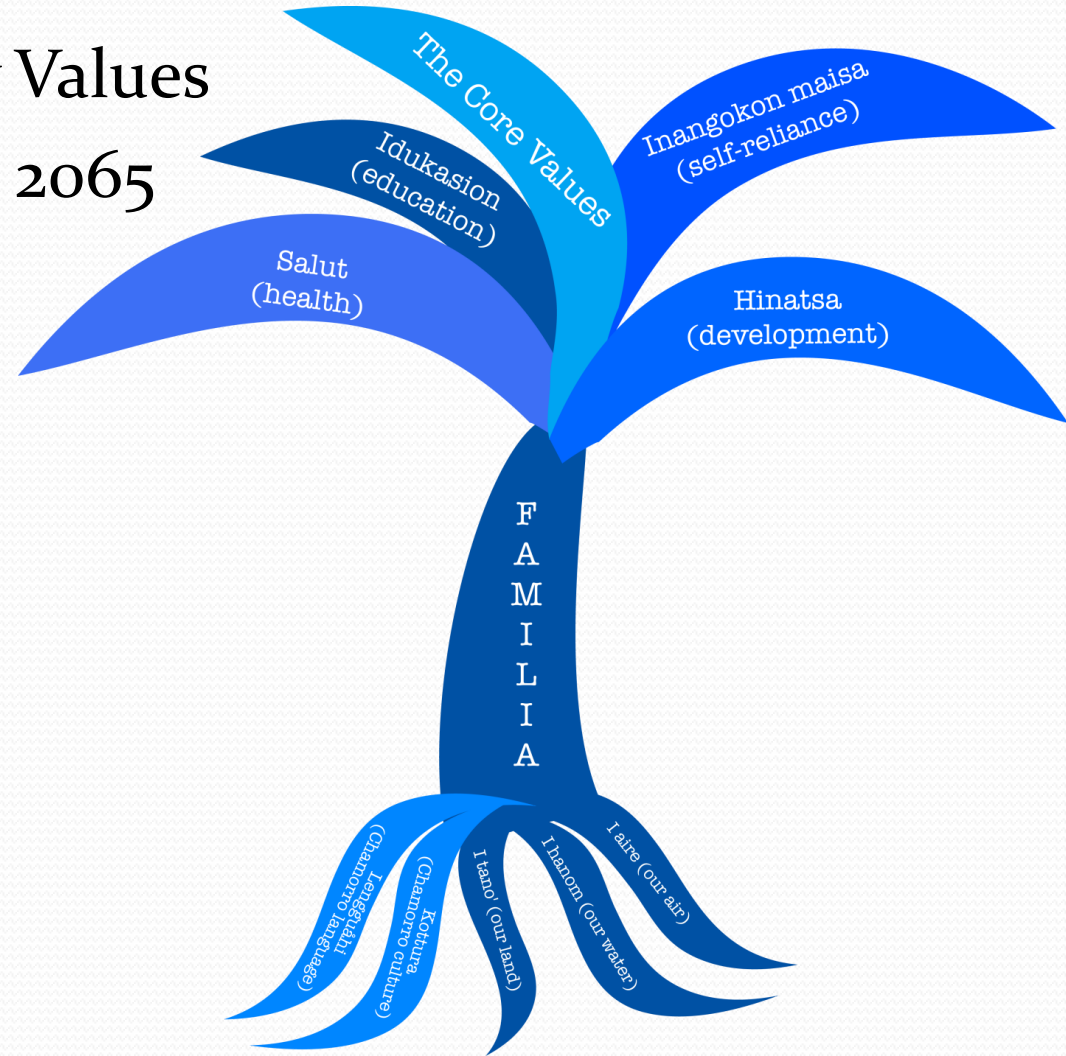 Values
2065
The Core Values
Inangokon maisa
(self-reliance)
Idukasion
(education)
Salut
(health)
Hinatsa
(development)
FAMILIA
Lengguåhi
(Chamorro language)
Kottura
(Chamorro culture)
I tano' (our land)
I hanom (our water)
I aire (our air)